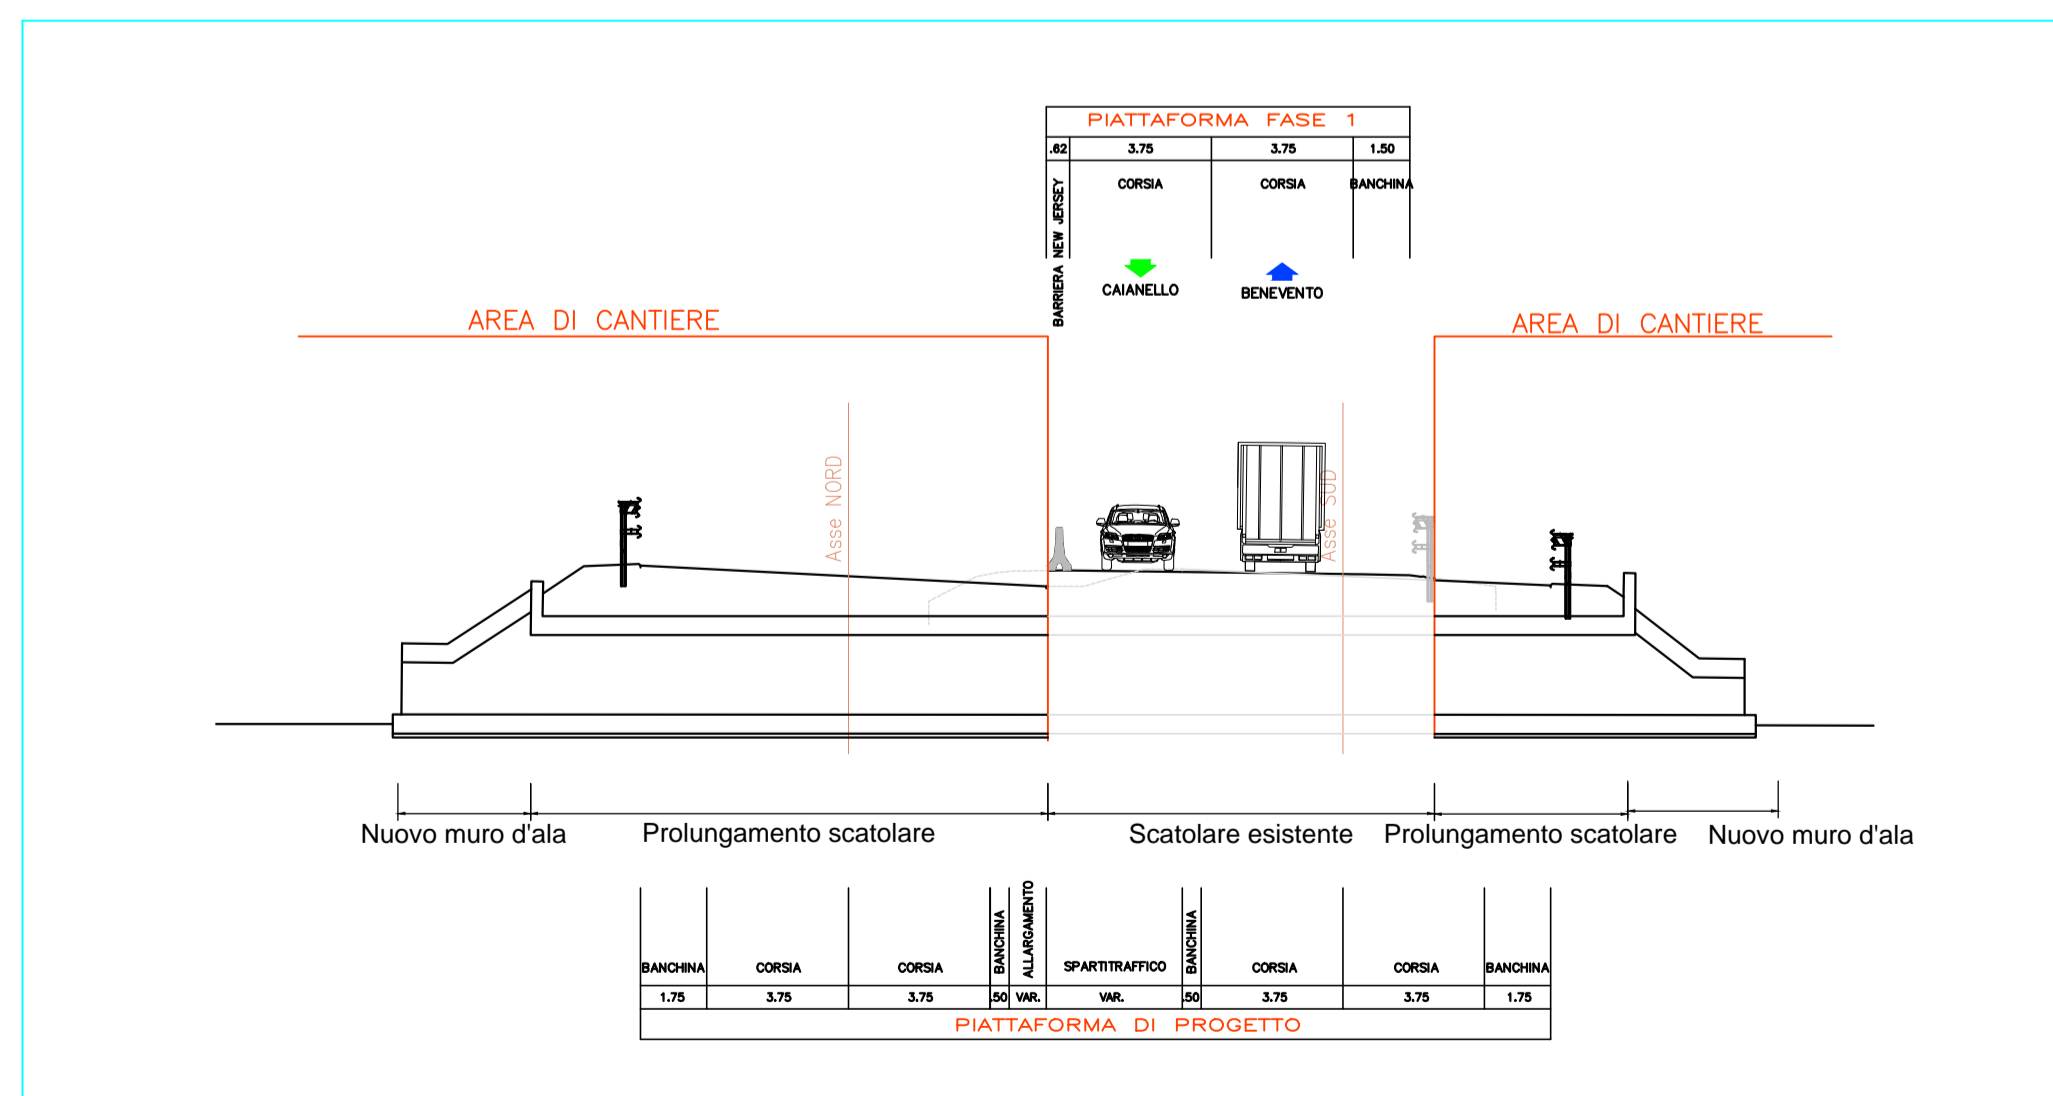 PIATTAFORMA FASE 1
.62 3.75 3.75 1.50
BARRIERA NEW JERSEY
CORSIA CORSIA BANCHINA
CAIANELLO BENEVENTO
AREA DI CANTIERE
AREA DI CANTIERE
Asse NORD
Asse SUD
Nuovo muro d'ala Prolungamento scatolare Scatolare esistente Prolungamento scatolare Nuovo muro d'ala
BANCHINA CORSIA CORSIA BANCHINA ALLARGAMENTO SPARTITRAFFICO BANCHINA CORSIA CORSIA BANCHINA
1.75 3.75 3.75 .50 VAR. VAR. .50 3.75 3.75 1.75
PIATTAFORMA DI PROGETTO